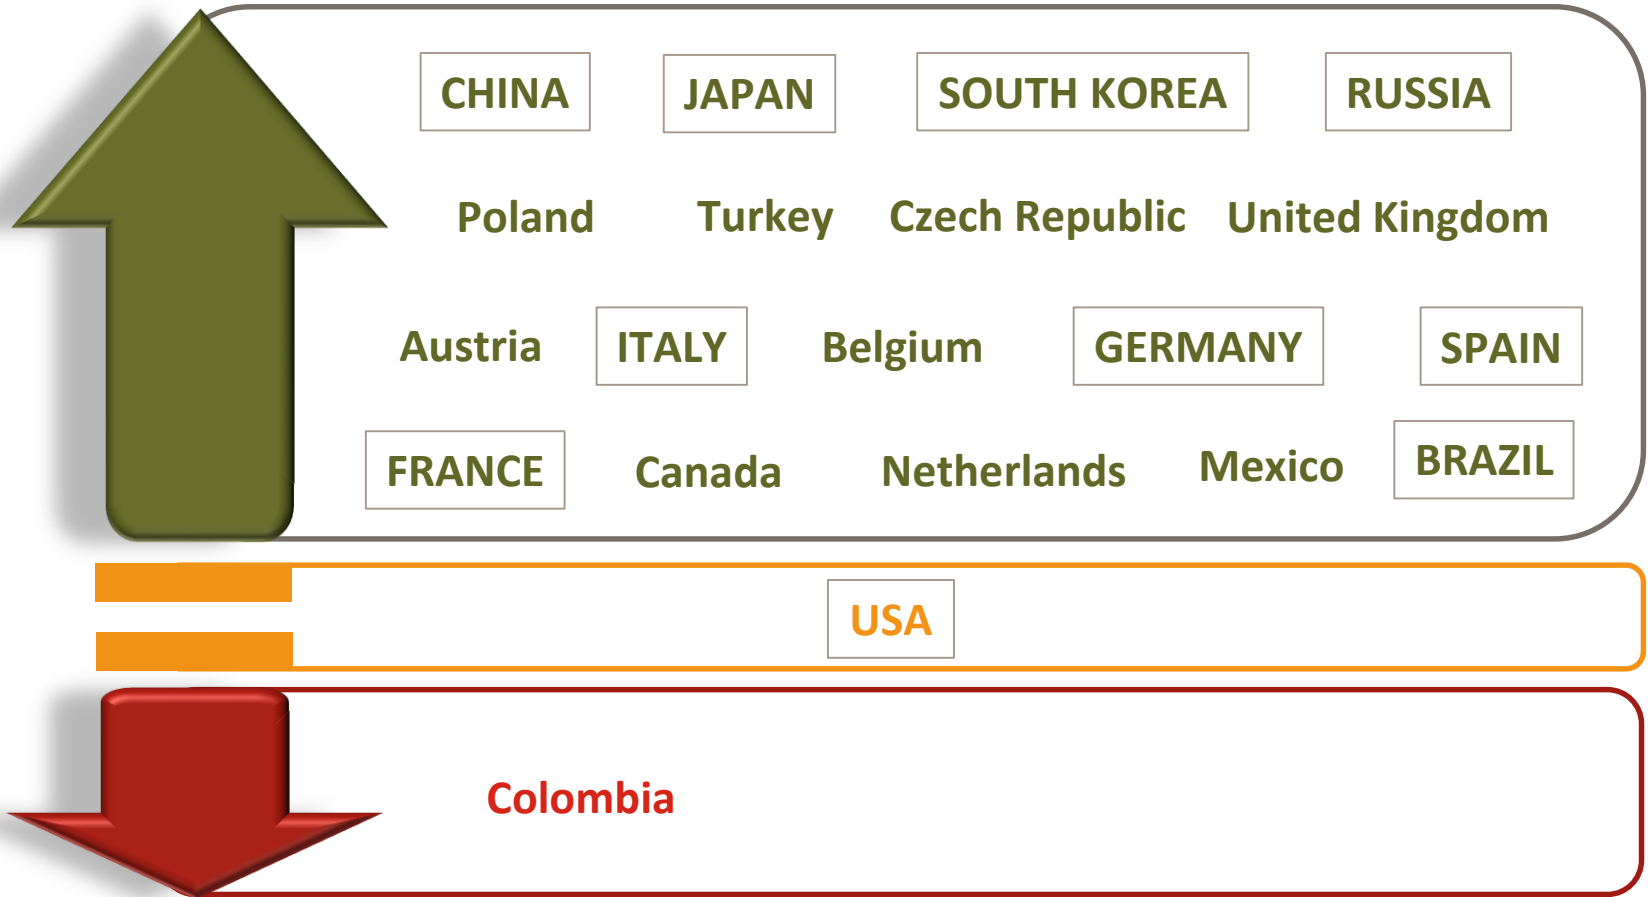 CHINA JAPAN SOUTH KOREA RUSSIA
Poland Turkey Czech Republic United Kingdom
Austria ITALY Belgium GERMANY SPAIN
FRANCE Canada Netherlands Mexico BRAZIL
USA
Colombia